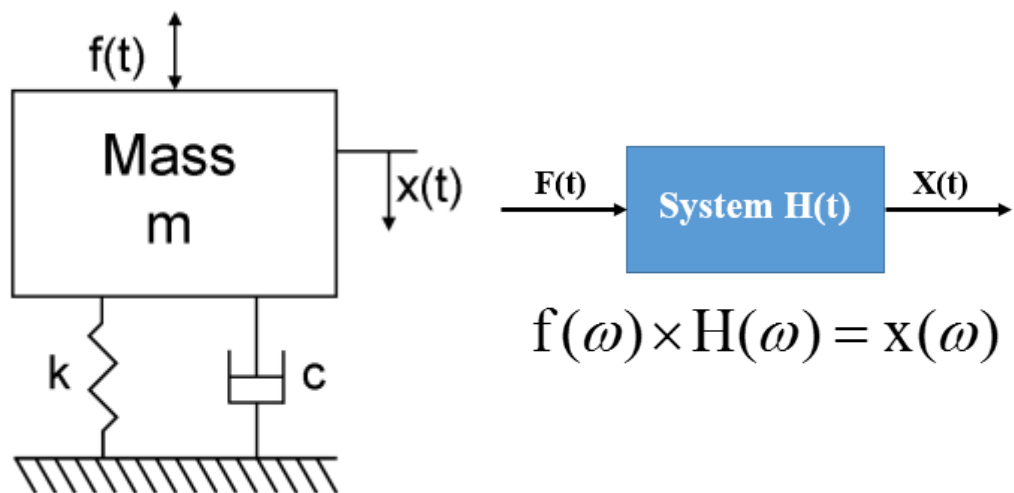 f(t)
Mass
m
x(t)
k
c
F(t)
System H(t)
X(t)
f(ω)×H(ω)=x(ω)